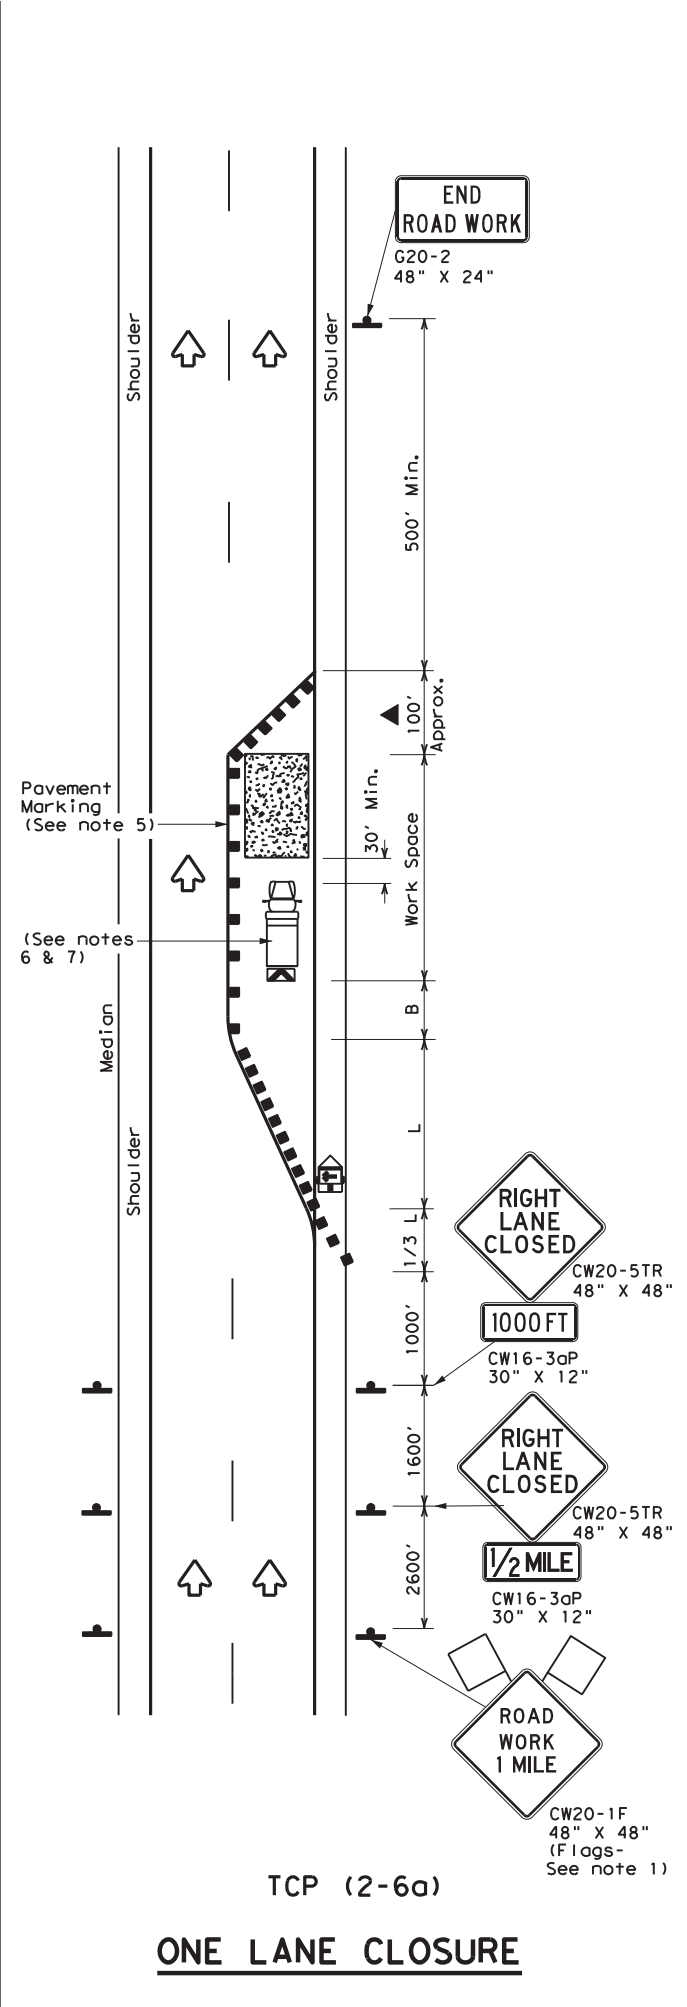 END
ROAD WORK
G20-2
48" X 24"
Shoulder
Shoulder
500' Min.
100'
Approx.
Pavement
Marking
(See note 5)
30' Min.
Work Space
(See notes
6 & 7)
B
Median
Shoulder
L
1/3 L
RIGHT
LANE
CLOSED
CW20-5TR
48" X 48"
1000 FT
CW16-3aP
30" X 12"
1000'
1600'
RIGHT
LANE
CLOSED
CW20-5TR
48" X 48"
1/2 MILE
CW16-3aP
30" X 12"
2600'
ROAD
WORK
1 MILE
CW20-1F
48" X 48"
(Flags-
See note 1)
TCP (2-6a)
ONE LANE CLOSURE